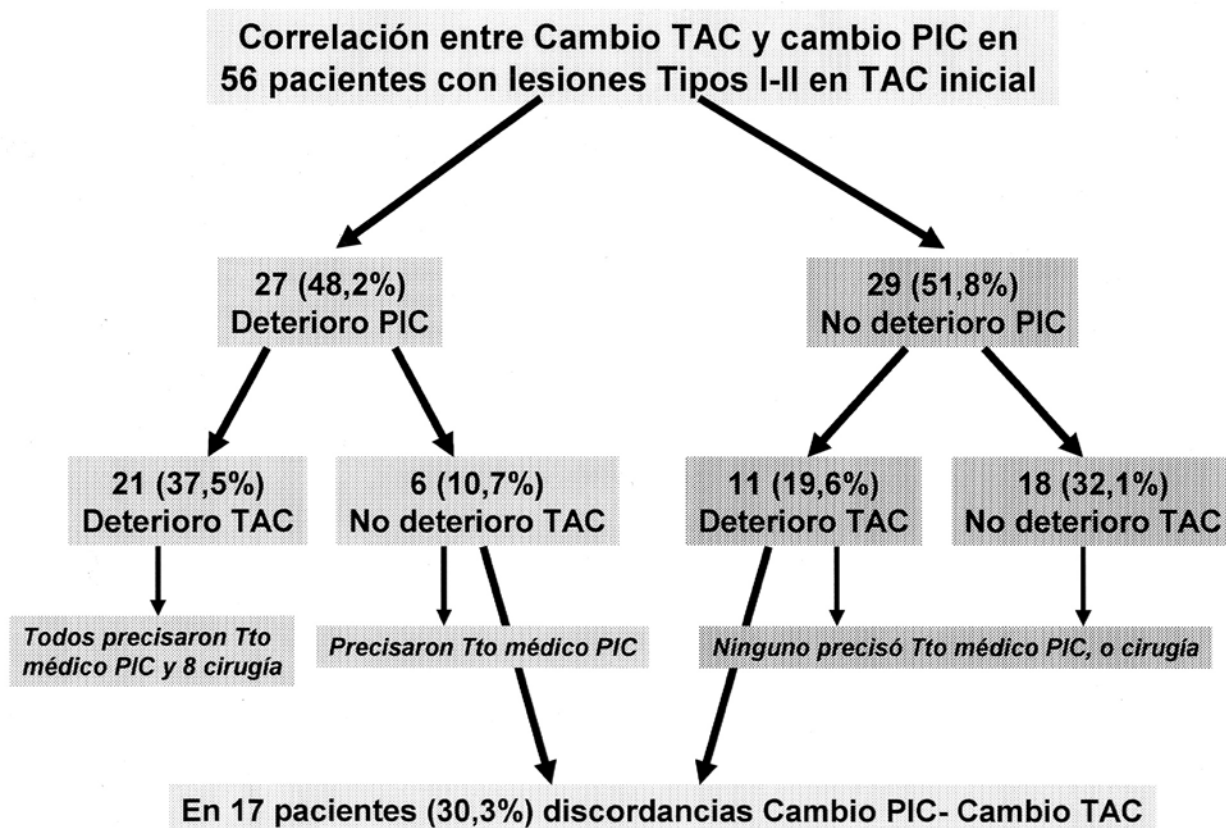 Correlación entre Cambio TAC y cambio PIC en
56 pacientes con lesiones Tipos I-II en TAC inicial
27 (48,2%)
Deterioro PIC
29 (51,8%)
No deterioro PIC
21 (37,5%)
Deterioro TAC
6 (10,7%)
No deterioro TAC
11 (19,6%)
Deterioro TAC
18 (32,1%)
No deterioro TAC
Todos precisaron Tto
médico PIC y 8 cirugía
Precisaron Tto médico PIC
Ninguno precisó Tto médico PIC, o cirugía
En 17 pacientes (30,3%) discordancias Cambio PIC- Cambio TAC